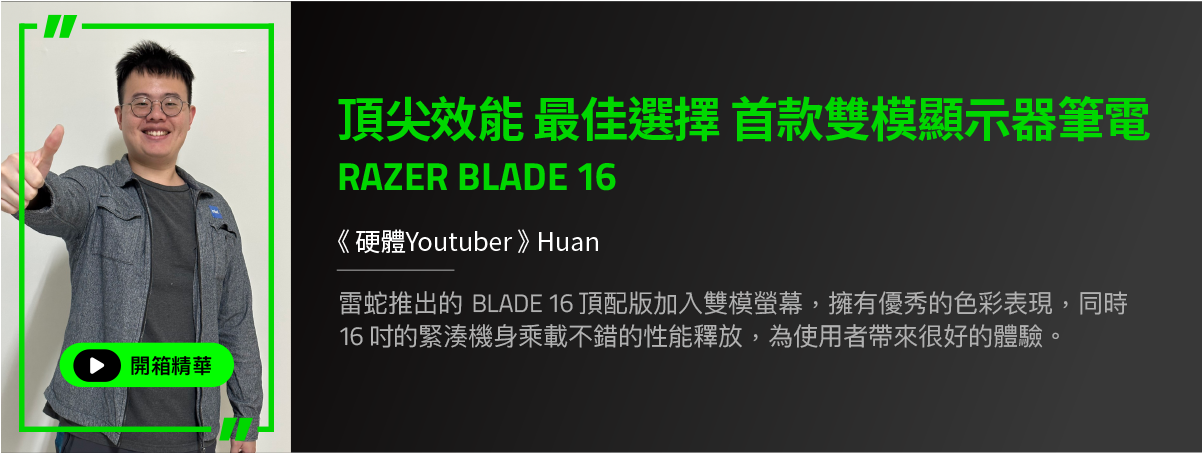 頂尖效能 最佳選擇 首款雙模顯示器筆電
RAZER BLADE 16
《硬體Youtuber》Huan
雷蛇推出的 BLADE 16 頂配版加入雙模螢幕，擁有優秀的色彩表現，同時
16 吋的緊湊機身乘載不錯的性能釋放，為使用者帶來很好的體驗。
開箱精華